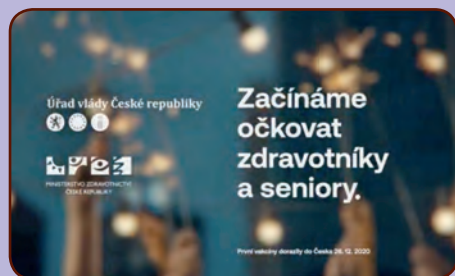 Úřad vlády České republiky
MINISTERSTVO ZDRAVOTNICTVÍ
ČESKÉ REPUBLIKY
Začínáme
očkovat
zdravotníky
a seniory.
První vakcíny dorazily do Česka 26. 12. 2020